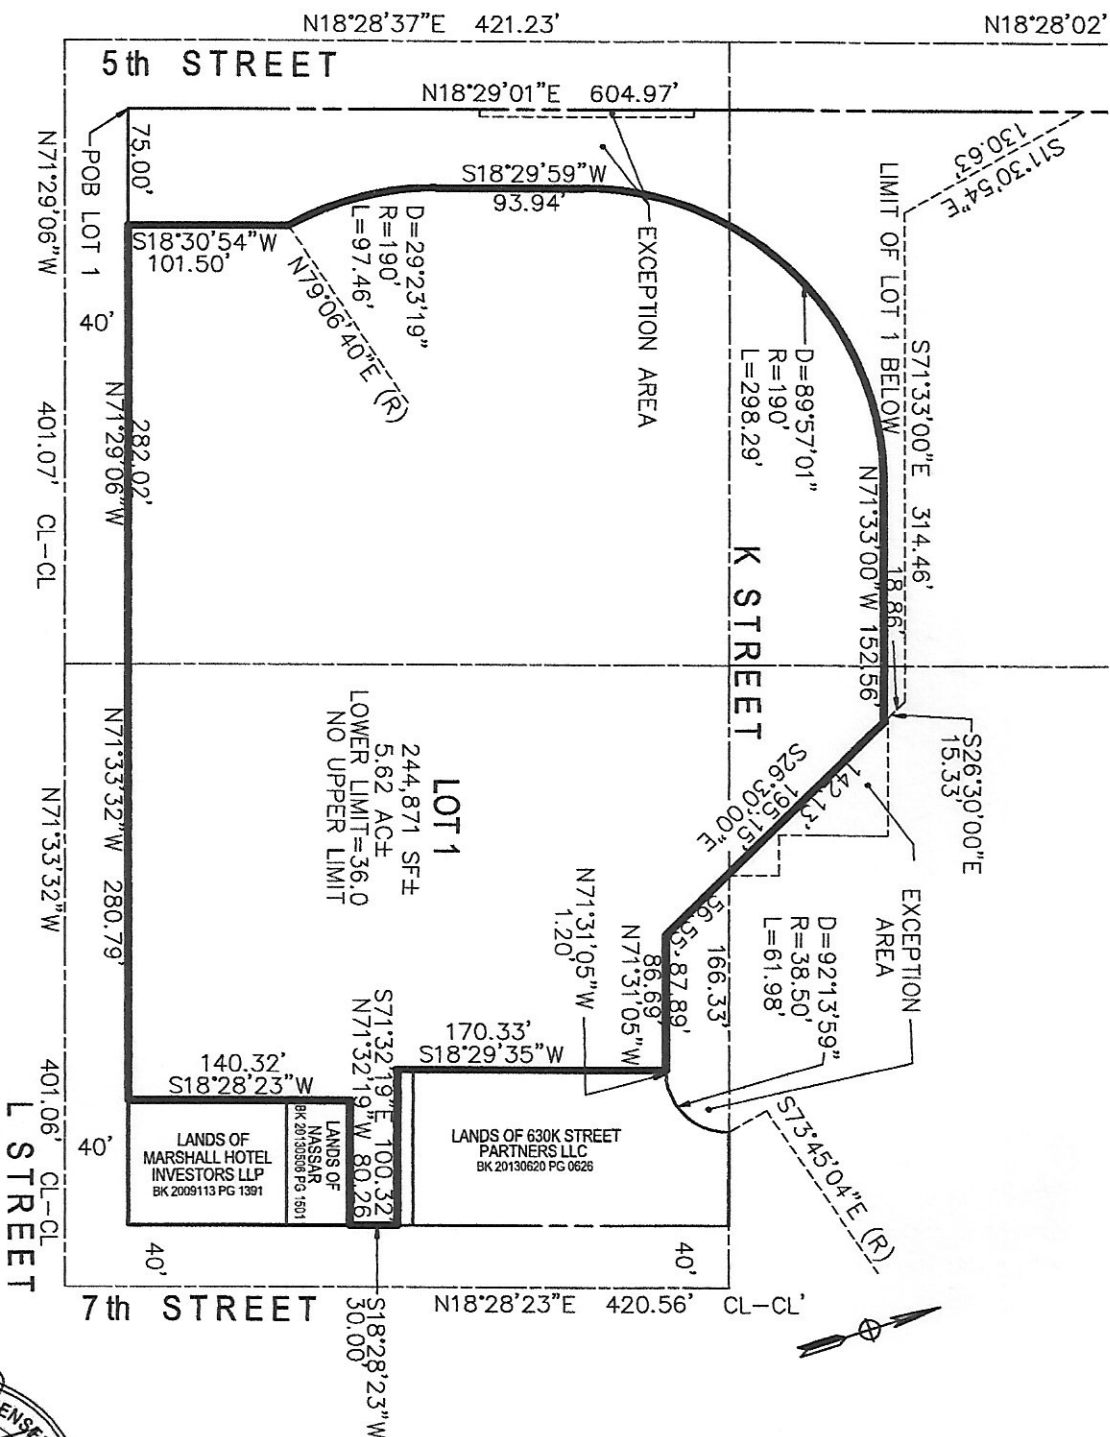 N18°28'37"E 421.23'
N18°28'02'
5th STREET
N18°29'01"E 604.97'
S11°30'54"E
130.63'
POB LOT 1
75.00'
N71°29'06"W
S18°30'54"W
101.50'
N79°06'40"E (R)
D=29°23'19"
R=190'
L=97.46'
S18°29'59"W
93.94'
EXCEPTION AREA
LIMIT OF LOT 1 BELOW
S71°33'00"E 314.46'
D=89°57'01"
R=190'
L=298.29'
N71°33'00"W 152.56'
18.86'
40'
282.02'
N71°29'06"W
401.07' CL-CL
K STREET
S26°30'00"E
15.33'
142.13'
195.15'
S26°30'00"E
56.55'
EXCEPTION
AREA
D=92°13'59"
R=38.50'
L=61.98'
166.33'
87.89'
86.69'
N71°31'05"W
N71°31'05"W
1.20'
LOT 1
244,871 SF±
5.62 AC±
LOWER LIMIT=36.0
NO UPPER LIMIT
N71°33'32"W 280.79'
N71°33'32"W
170.33'
S18°29'35"W
S71°32'19"E 100.32'
N71°32'19"W 80.26
140.32'
S18°28'23"W
S73°45'04"E (R)
LANDS OF
MARSHALL HOTEL
INVESTORS LLP
BK 2009113 PG 1391
LANDS OF
NASSAR
BK 20130506 PG 1501
LANDS OF 630K STREET
PARTNERS LLC
BK 20130620 PG 0626
401.06' CL-CL
40'
L STREET
40'
40'
7th STREET
S18°28'23"W
30.00'
N18°28'23"E 420.56' CL-CL'
ENSE